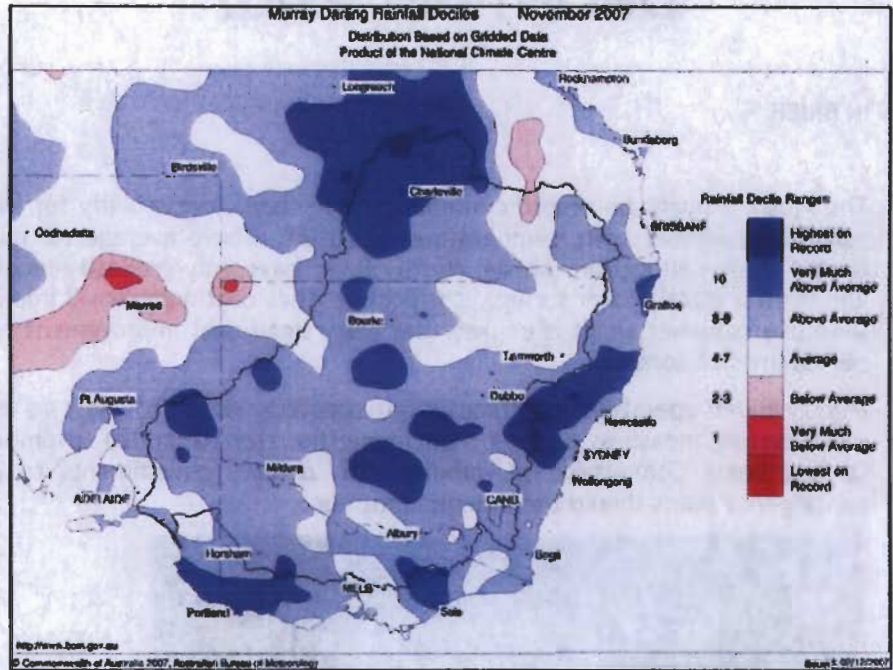 Murray Darling Rainfall Deciles November 2007
Distribution Based on Gridded Data
Product of the National Climate Centre
Longreach
Rockhampton
Bundaberg
Birdsville
Charleville
Oodnadatta
BRISBANE
Marree
Grafton
Bourke
Tamworth
Pt Augusta
Dubbo
Newcastle
Mildura
SYDNEY
Wollongong
ADELAIDE
CANB
Albury
Horsham
Bega
MELB
Portland
Sale
Rainfall Decile Ranges
Highest on
Record
10
Very Much
Above Average
8-9
Above Average
4-7
Average
2-3
Below Average
1
Very Much
Below Average
Lowest on
Record
http://www.bom.gov.au
© Commonwealth of Australia 2007, Australian Bureau of Meteorology
Issued: